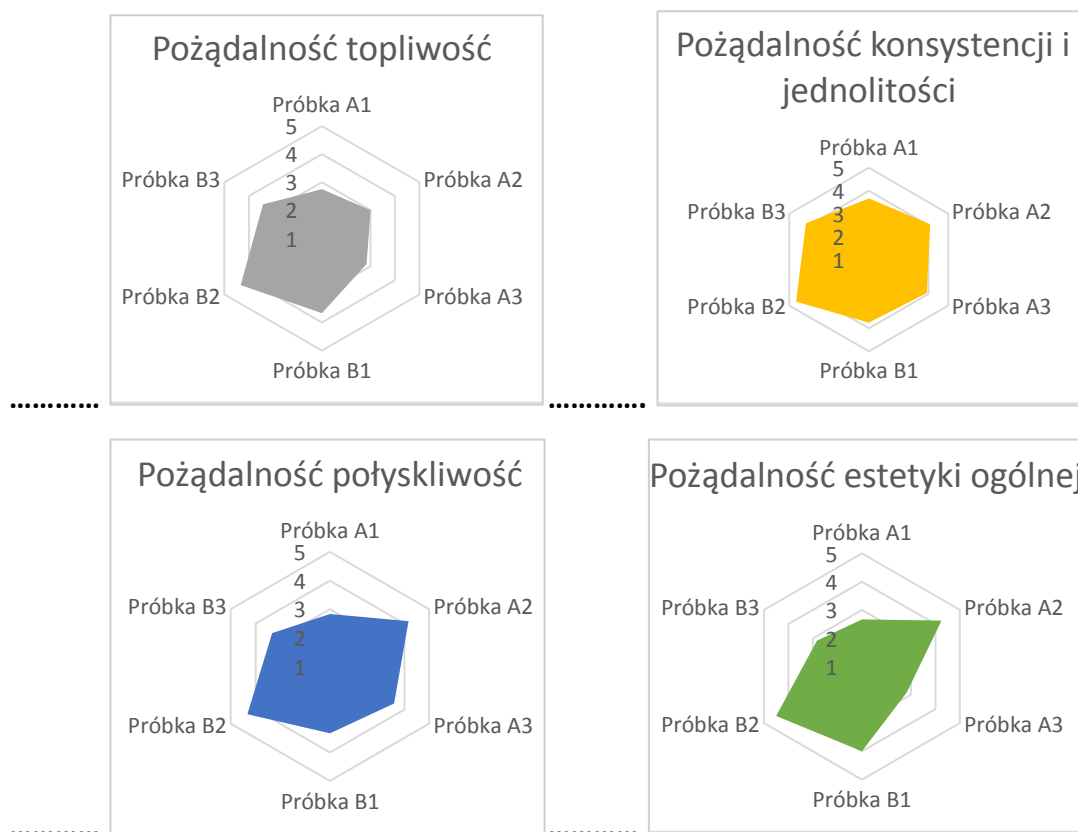 Pożądalność topliwość
Próbka A1
5
4
3
2
1
Próbka A2
Próbka A3
Próbka B1
Próbka B2
Próbka B3
Pożądalność konsystencji i
jednolitości
Próbka A1
5
4
3
2
1
Próbka A2
Próbka A3
Próbka B1
Próbka B2
Próbka B3
............
.............
Pożądalność połyskliwość
Próbka A1
5
4
3
2
1
Próbka A2
Próbka A3
Próbka B1
Próbka B2
Próbka B3
Pożądalność estetyki ogólnej
Próbka A1
5
4
3
2
1
Próbka A2
Próbka A3
Próbka B1
Próbka B2
Próbka B3
............
.............